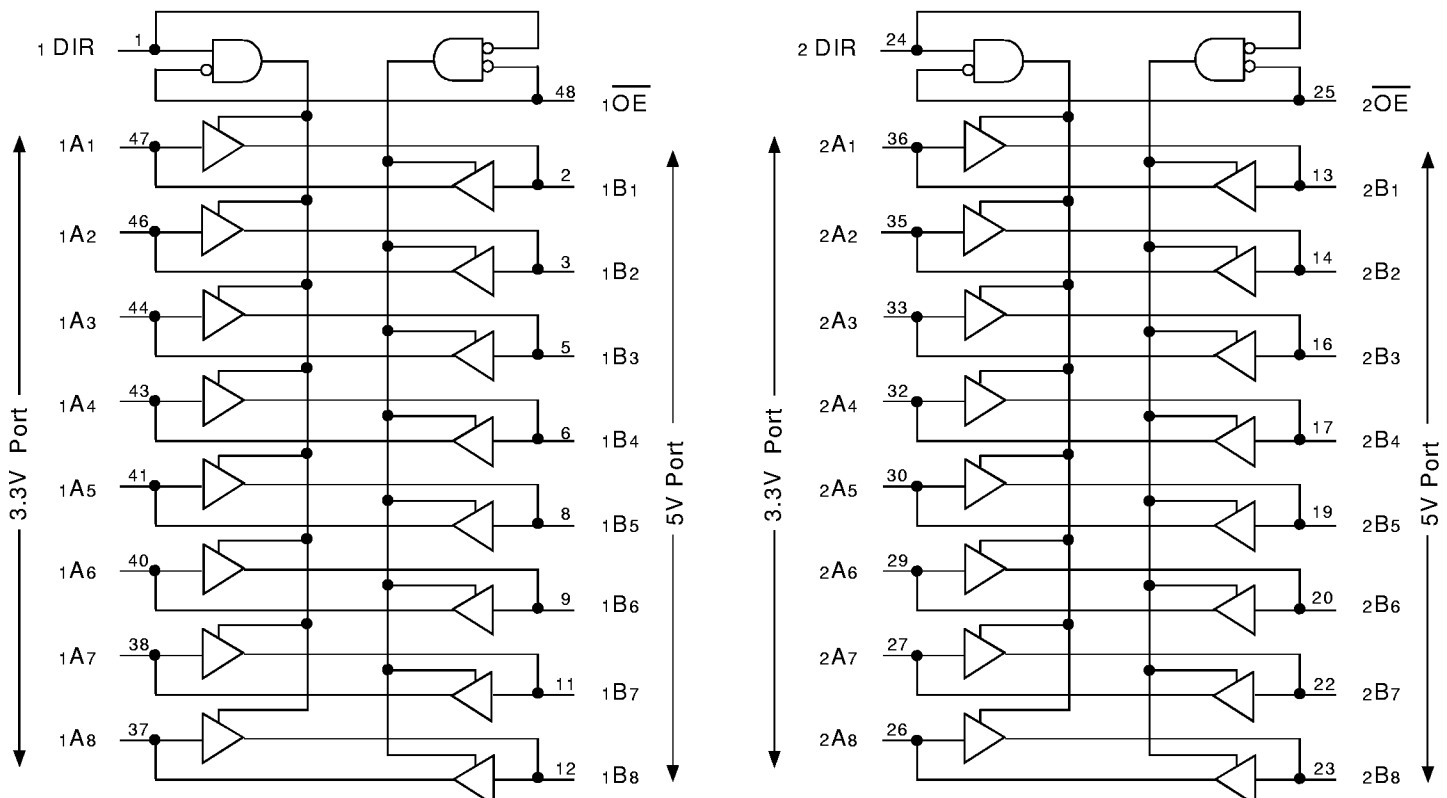 1 DIR 1
48 1OE
3.3V Port
5V Port
1A1 47
2 1B1
1A2 46
3 1B2
1A3 44
5 1B3
1A4 43
6 1B4
1A5 41
8 1B5
1A6 40
9 1B6
1A7 38
11 1B7
1A8 37
12 1B8
2 DIR 24
25 2OE
3.3V Port
5V Port
2A1 36
13 2B1
2A2 35
14 2B2
2A3 33
16 2B3
2A4 32
17 2B4
2A5 30
19 2B5
2A6 29
20 2B6
2A7 27
22 2B7
2A8 26
23 2B8